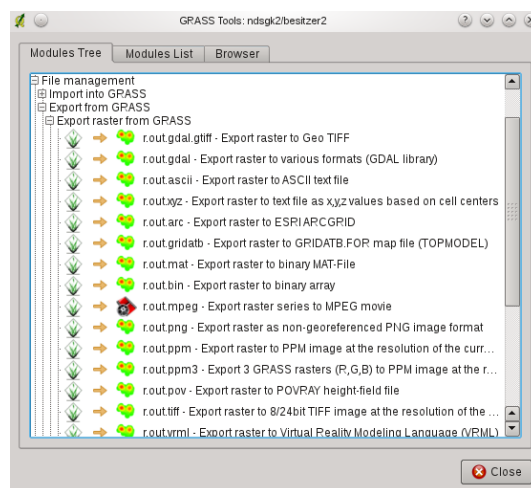 GRASS Tools: ndsgk2/besitzer2
Modules Tree
Modules List
Browser
File management
Import into GRASS
Export from GRASS
Export raster from GRASS
r.out.gdal.gtiff - Export raster to Geo TIFF
r.out.gdal - Export raster to various formats (GDAL library)
r.out.ascii - Export raster to ASCII text file
r.out.xyz - Export raster to text file as x,y,z values based on cell centers
r.out.arc - Export raster to ESRI ARCGRID
r.out.gridatb - Export raster to GRIDATB.FOR map file (TOPMODEL)
r.out.mat - Export raster to binary MAT-File
r.out.bin - Export raster to binary array
r.out.mpeg - Export raster series to MPEG movie
r.out.png - Export raster as non-georeferenced PNG image format
r.out.ppm - Export raster to PPM image at the resolution of the curr...
r.out.ppm3 - Export 3 GRASS rasters (R,G,B) to PPM image at the r...
r.out.pov - Export raster to POVRAY height-field file
r.out.tiff - Export raster to 8/24bit TIFF image at the resolution of the ...
r.out.vrml - Export raster to Virtual Reality Modeling Language (VRML)
Close